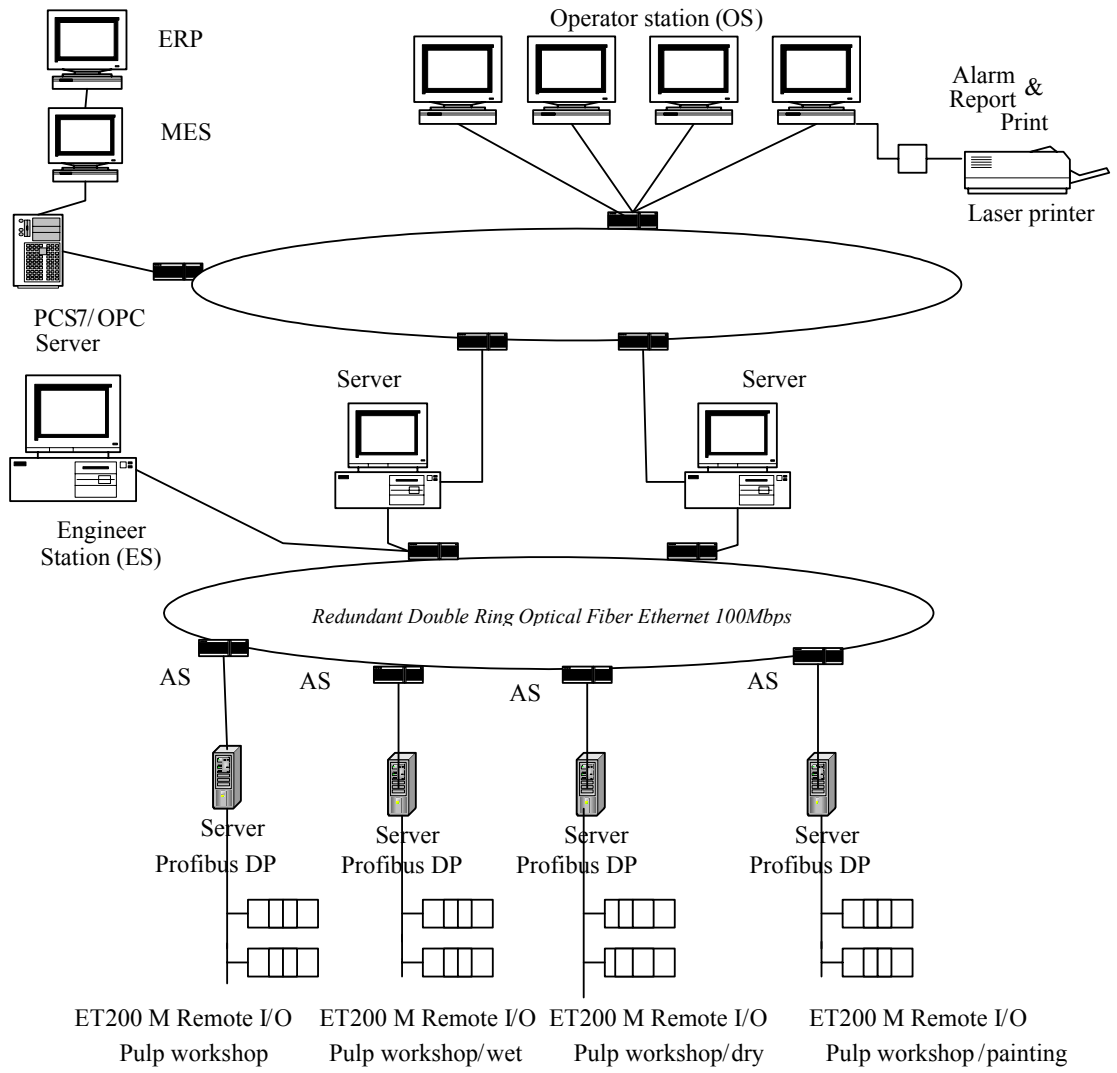 ERP
Operator station (OS)
Alarm
Report &
Print
MES
Laser printer
PCS7/OPC
Server
Server
Server
Engineer
Station (ES)
Redundant Double Ring Optical Fiber Ethernet 100Mbps
AS
AS
AS
AS
Server
Server
Server
Server
Profibus DP
Profibus DP
Profibus DP
Profibus DP
ET200 M Remote I/O
ET200 M Remote I/O
ET200 M Remote I/O
ET200 M Remote I/O
Pulp workshop
Pulp workshop/wet
Pulp workshop/dry
Pulp workshop/painting